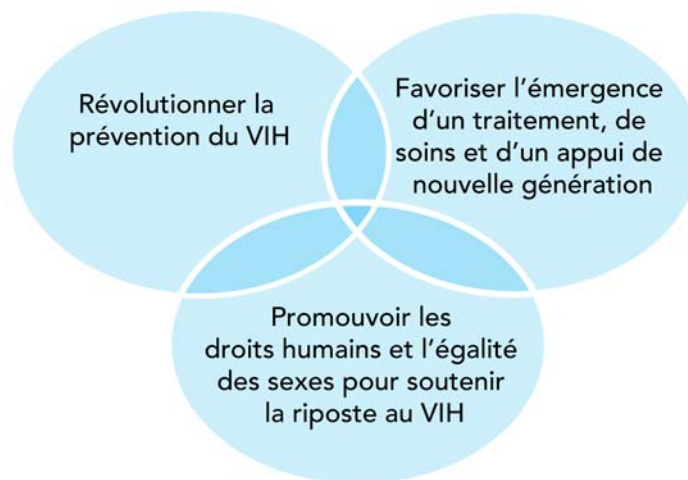 Révolutionner la
prévention du VIH
Favoriser l’émergence
d’un traitement, de
soins et d’un appui de
nouvelle génération
Promouvoir les
droits humains et l’égalité
des sexes pour soutenir
la riposte au VIH